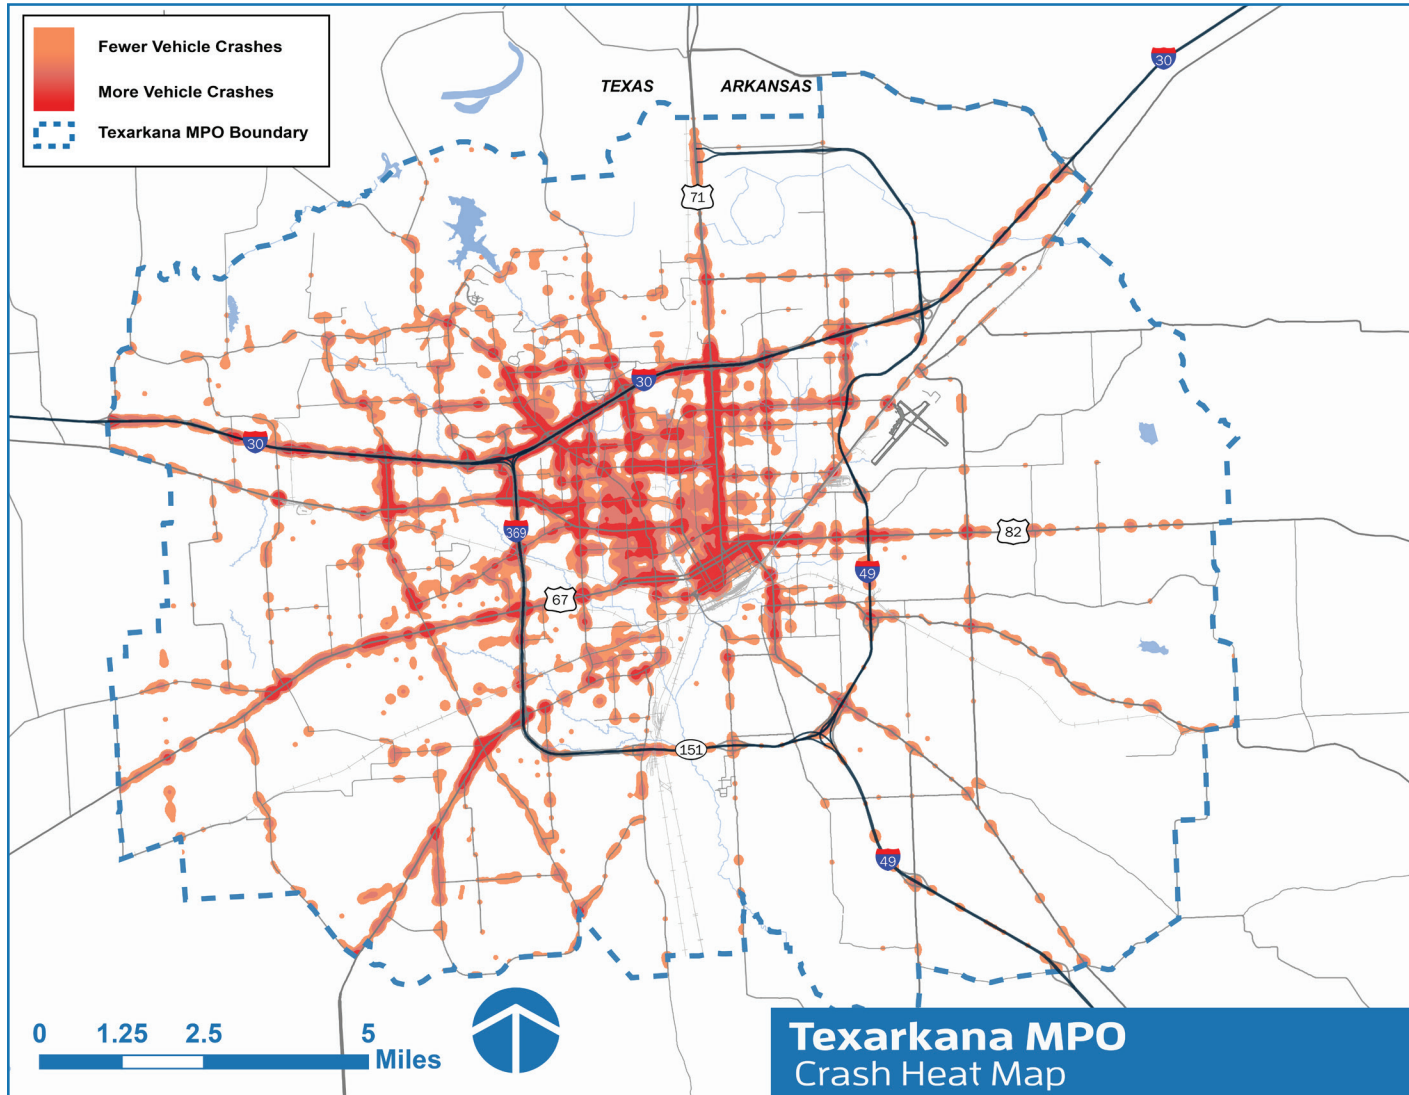 Fewer Vehicle Crashes
More Vehicle Crashes
Texarkana MPO Boundary
TEXAS
ARKANSAS
30
71
30
30
369
82
49
67
151
49
0 1.25 2.5 5
Miles
Texarkana MPO
Crash Heat Map